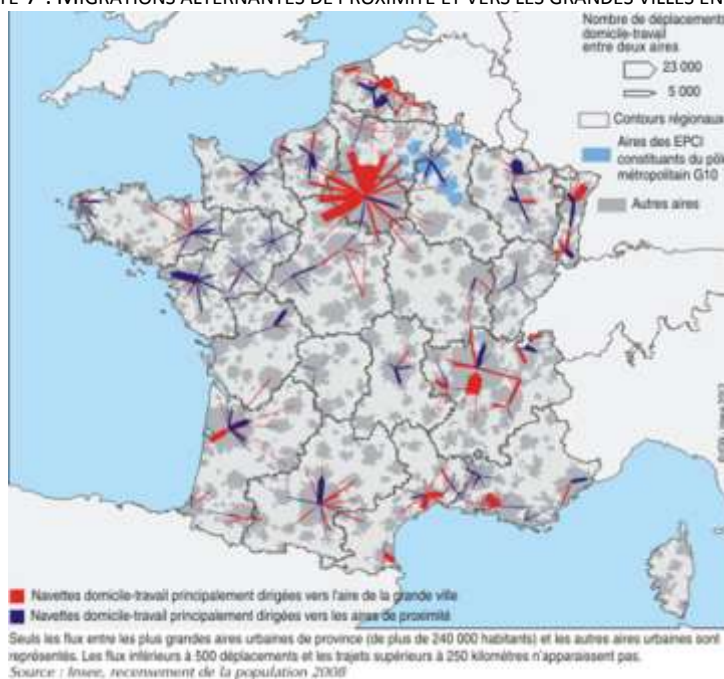 TE 7 : MIGRATIONS ALTERNANTES DE PROXIMITÉ ET VERS LES GRANDES VILLES EN
Nombre de déplacements
domicile-travail
entre deux aires
23 000
5 000
Contours régionaux
Aires des EPCI
constituants du pôle
métropolitain G10
Autres aires
Navettes domicile-travail principalement dirigées vers l'aire de la grande ville
Navettes domicile-travail principalement dirigées vers les aires de proximité
Seuls les flux entre les plus grandes aires urbaines de province (de plus de 240 000 habitants) et les autres aires urbaines sont
représentés. Les flux inférieurs à 500 déplacements et les trajets supérieurs à 250 kilomètres n'apparaissent pas.
Source : Insee, recensement de la population 2008